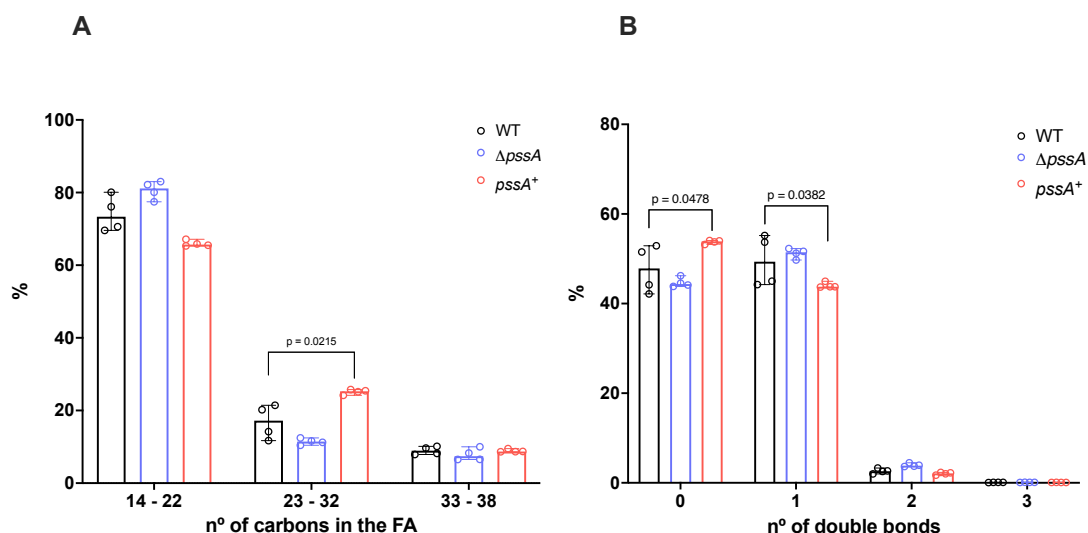 A
%
100
80
60
40
20
0
WT
ΔpssA
pssA⁺
p = 0.0215
14 - 22
23 - 32
33 - 38
nº of carbons in the FA
B
%
80
60
40
20
0
WT
ΔpssA
pssA⁺
p = 0.0478
p = 0.0382
0
1
2
3
nº of double bonds